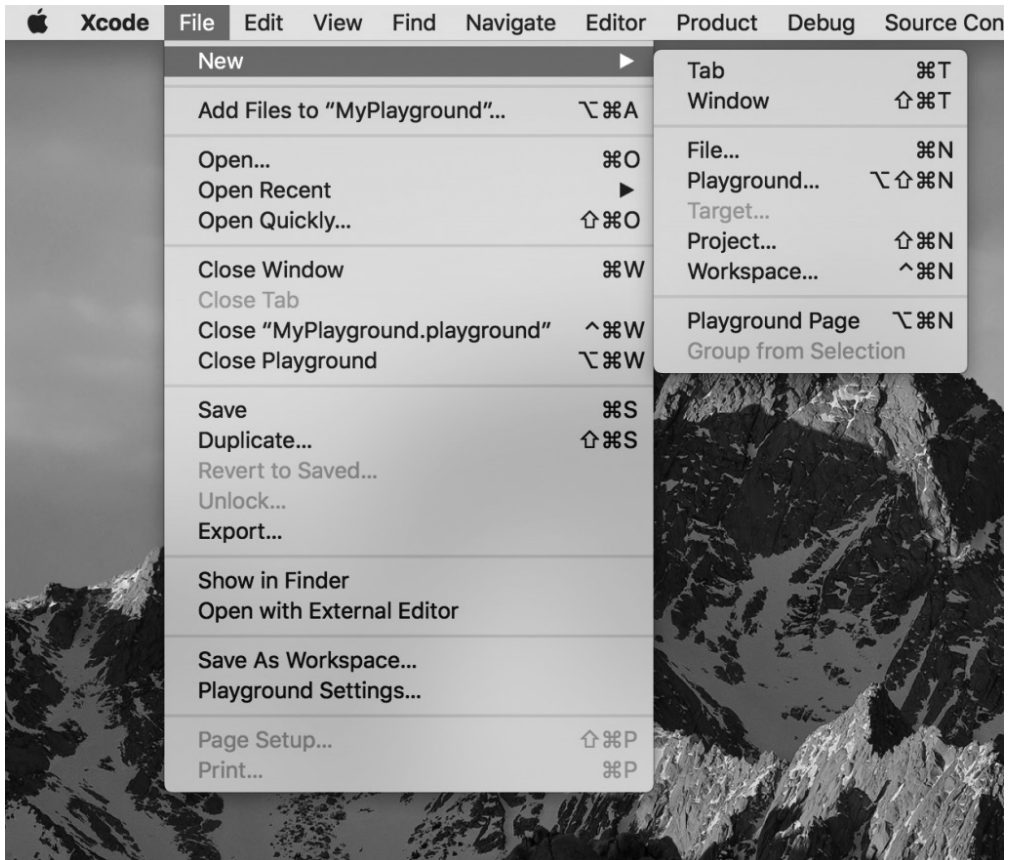 Xcode File Edit View Find Navigate Editor Product Debug Source Con
New ▶
Add Files to “MyPlayground”... ⌥⌘A
Open... ⌘O
Open Recent ▶
Open Quickly... ⇧⌘O
Close Window ⌘W
Close Tab
Close “MyPlayground.playground” ^⌘W
Close Playground ⌥⌘W
Save ⌘S
Duplicate... ⇧⌘S
Revert to Saved...
Unlock...
Export...
Show in Finder
Open with External Editor
Save As Workspace...
Playground Settings...
Page Setup... ⇧⌘P
Print... ⌘P
Tab ⌘T
Window ⇧⌘T
File... ⌘N
Playground... ⌥⇧⌘N
Target...
Project... ⇧⌘N
Workspace... ^⌘N
Playground Page ⌥⌘N
Group from Selection